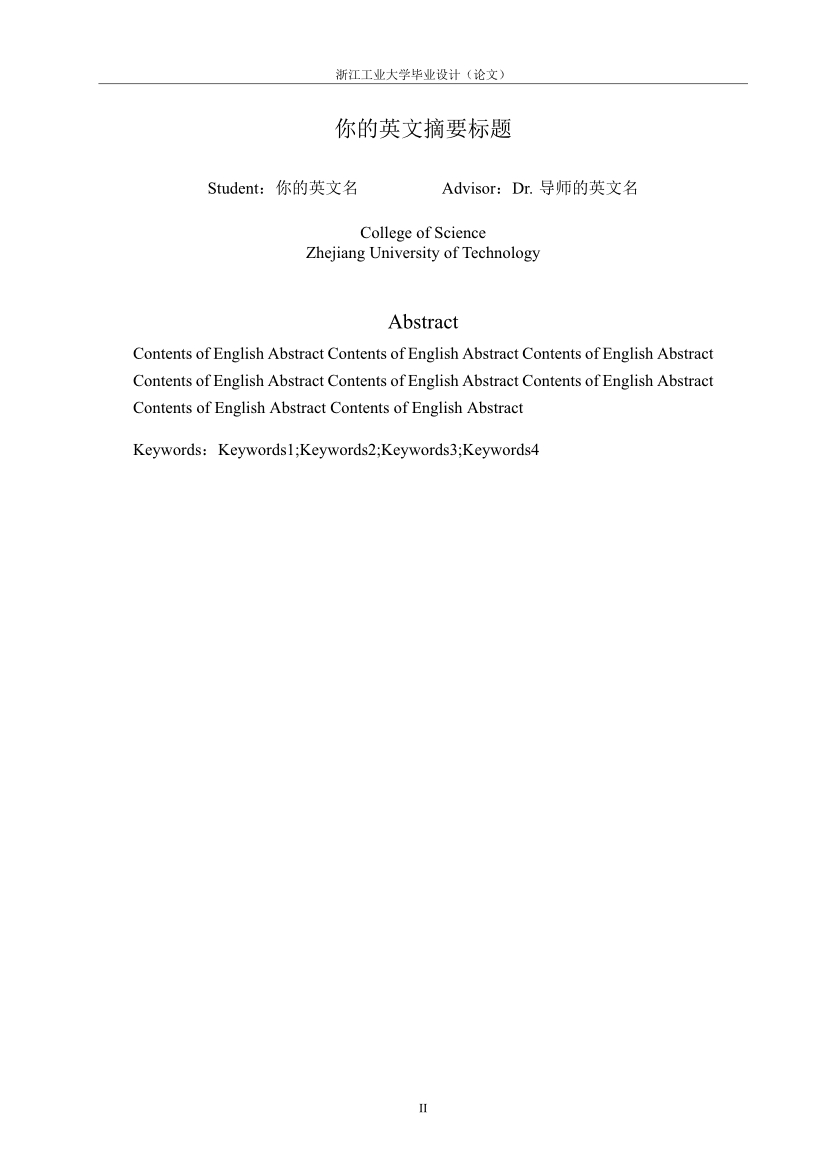 浙江工业大学毕业设计（论文）
你的英文摘要标题
Student：你的英文名 Advisor：Dr. 导师的英文名
College of Science
Zhejiang University of Technology
Abstract
Contents of English Abstract Contents of English Abstract Contents of English Abstract
Contents of English Abstract Contents of English Abstract Contents of English Abstract
Contents of English Abstract Contents of English Abstract
Keywords：Keywords1;Keywords2;Keywords3;Keywords4
II